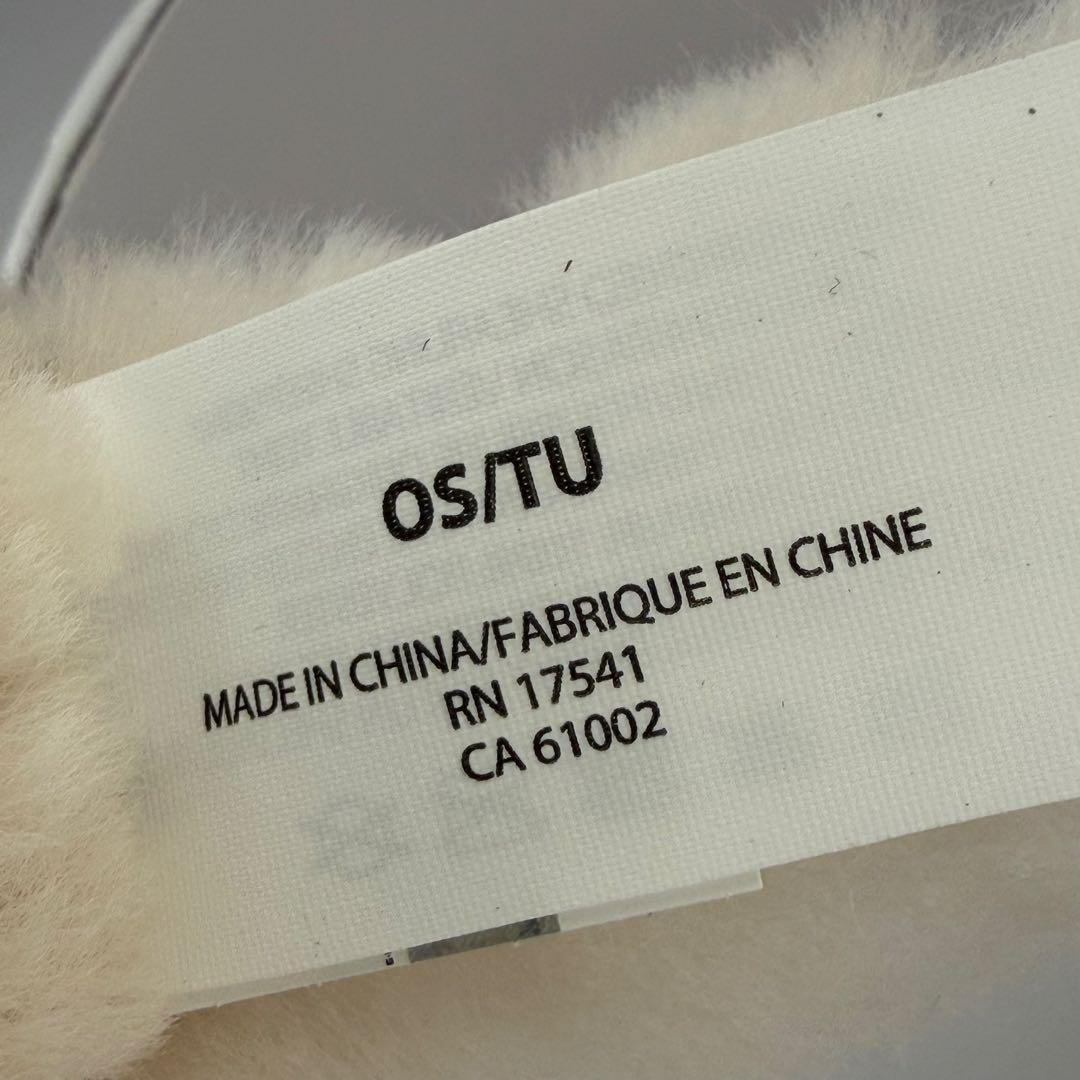 OS/TU
MADE IN CHINA/FABRIQUE EN CHINE
RN 17541
CA 61002